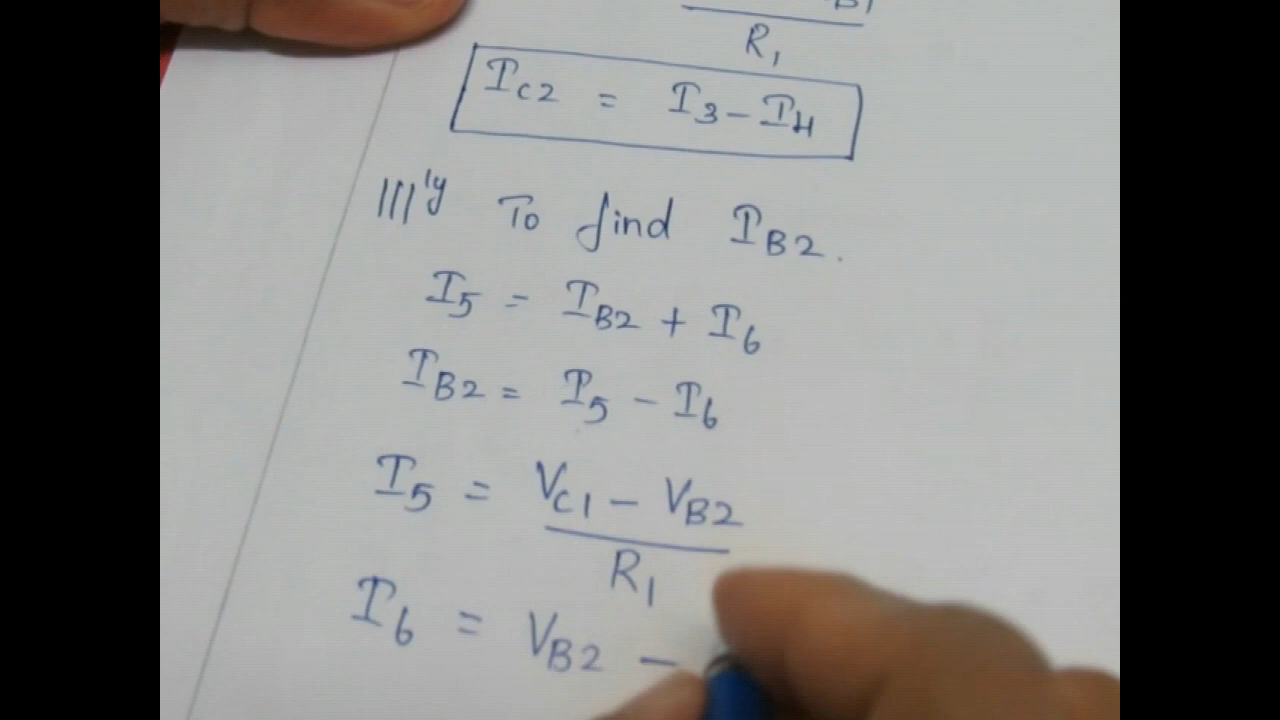 B1
R1
IC2 = I3 - I4
|||ly To find IB2.
I5 = IB2 + I6
IB2 = I5 - I6
I5 = VC1 - VB2
R1
I6 = VB2 -